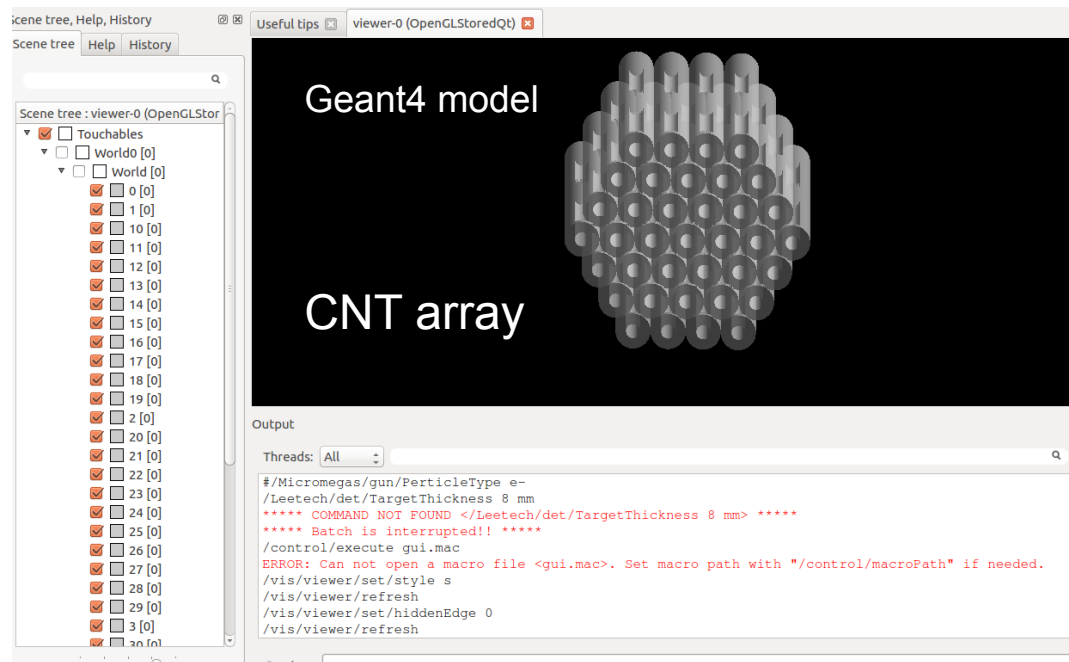 Scene tree, Help, History
Scene tree Help History
Scene tree : viewer-0 (OpenGLStor
Touchables
World0 [0]
World [0]
0 [0]
1 [0]
10 [0]
11 [0]
12 [0]
13 [0]
14 [0]
15 [0]
16 [0]
17 [0]
18 [0]
19 [0]
2 [0]
20 [0]
21 [0]
22 [0]
23 [0]
24 [0]
25 [0]
26 [0]
27 [0]
28 [0]
29 [0]
3 [0]
30 [0]
Useful tips viewer-0 (OpenGLStoredQt)
Geant4 model
CNT array
Output
Threads: All
#/Micromegas/gun/PerticleType e-
/Leetech/det/TargetThickness 8 mm
***** COMMAND NOT FOUND </Leetech/det/TargetThickness 8 mm> *****
***** Batch is interrupted!! *****
/control/execute gui.mac
ERROR: Can not open a macro file <gui.mac>. Set macro path with "/control/macroPath" if needed.
/vis/viewer/set/style s
/vis/viewer/refresh
/vis/viewer/set/hiddenEdge 0
/vis/viewer/refresh